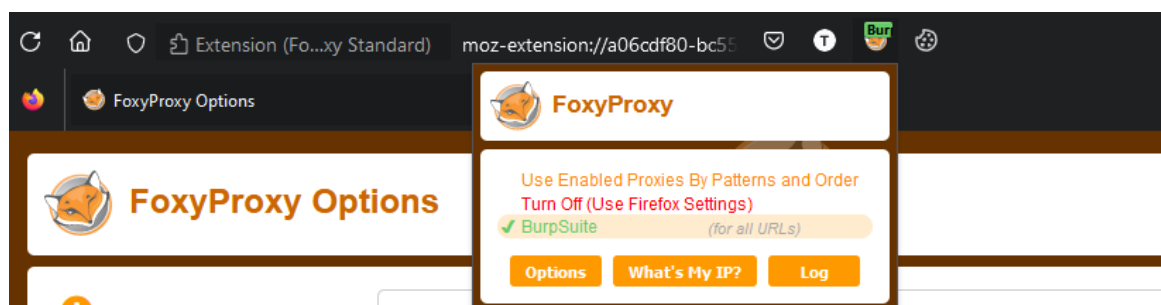 Extension (Fo...xy Standard) moz-extension://a06cdf80-bc55 T Bur
FoxyProxy Options
FoxyProxy
FoxyProxy Options
Use Enabled Proxies By Patterns and Order
Turn Off (Use Firefox Settings)
BurpSuite (for all URLs)
Options What's My IP? Log